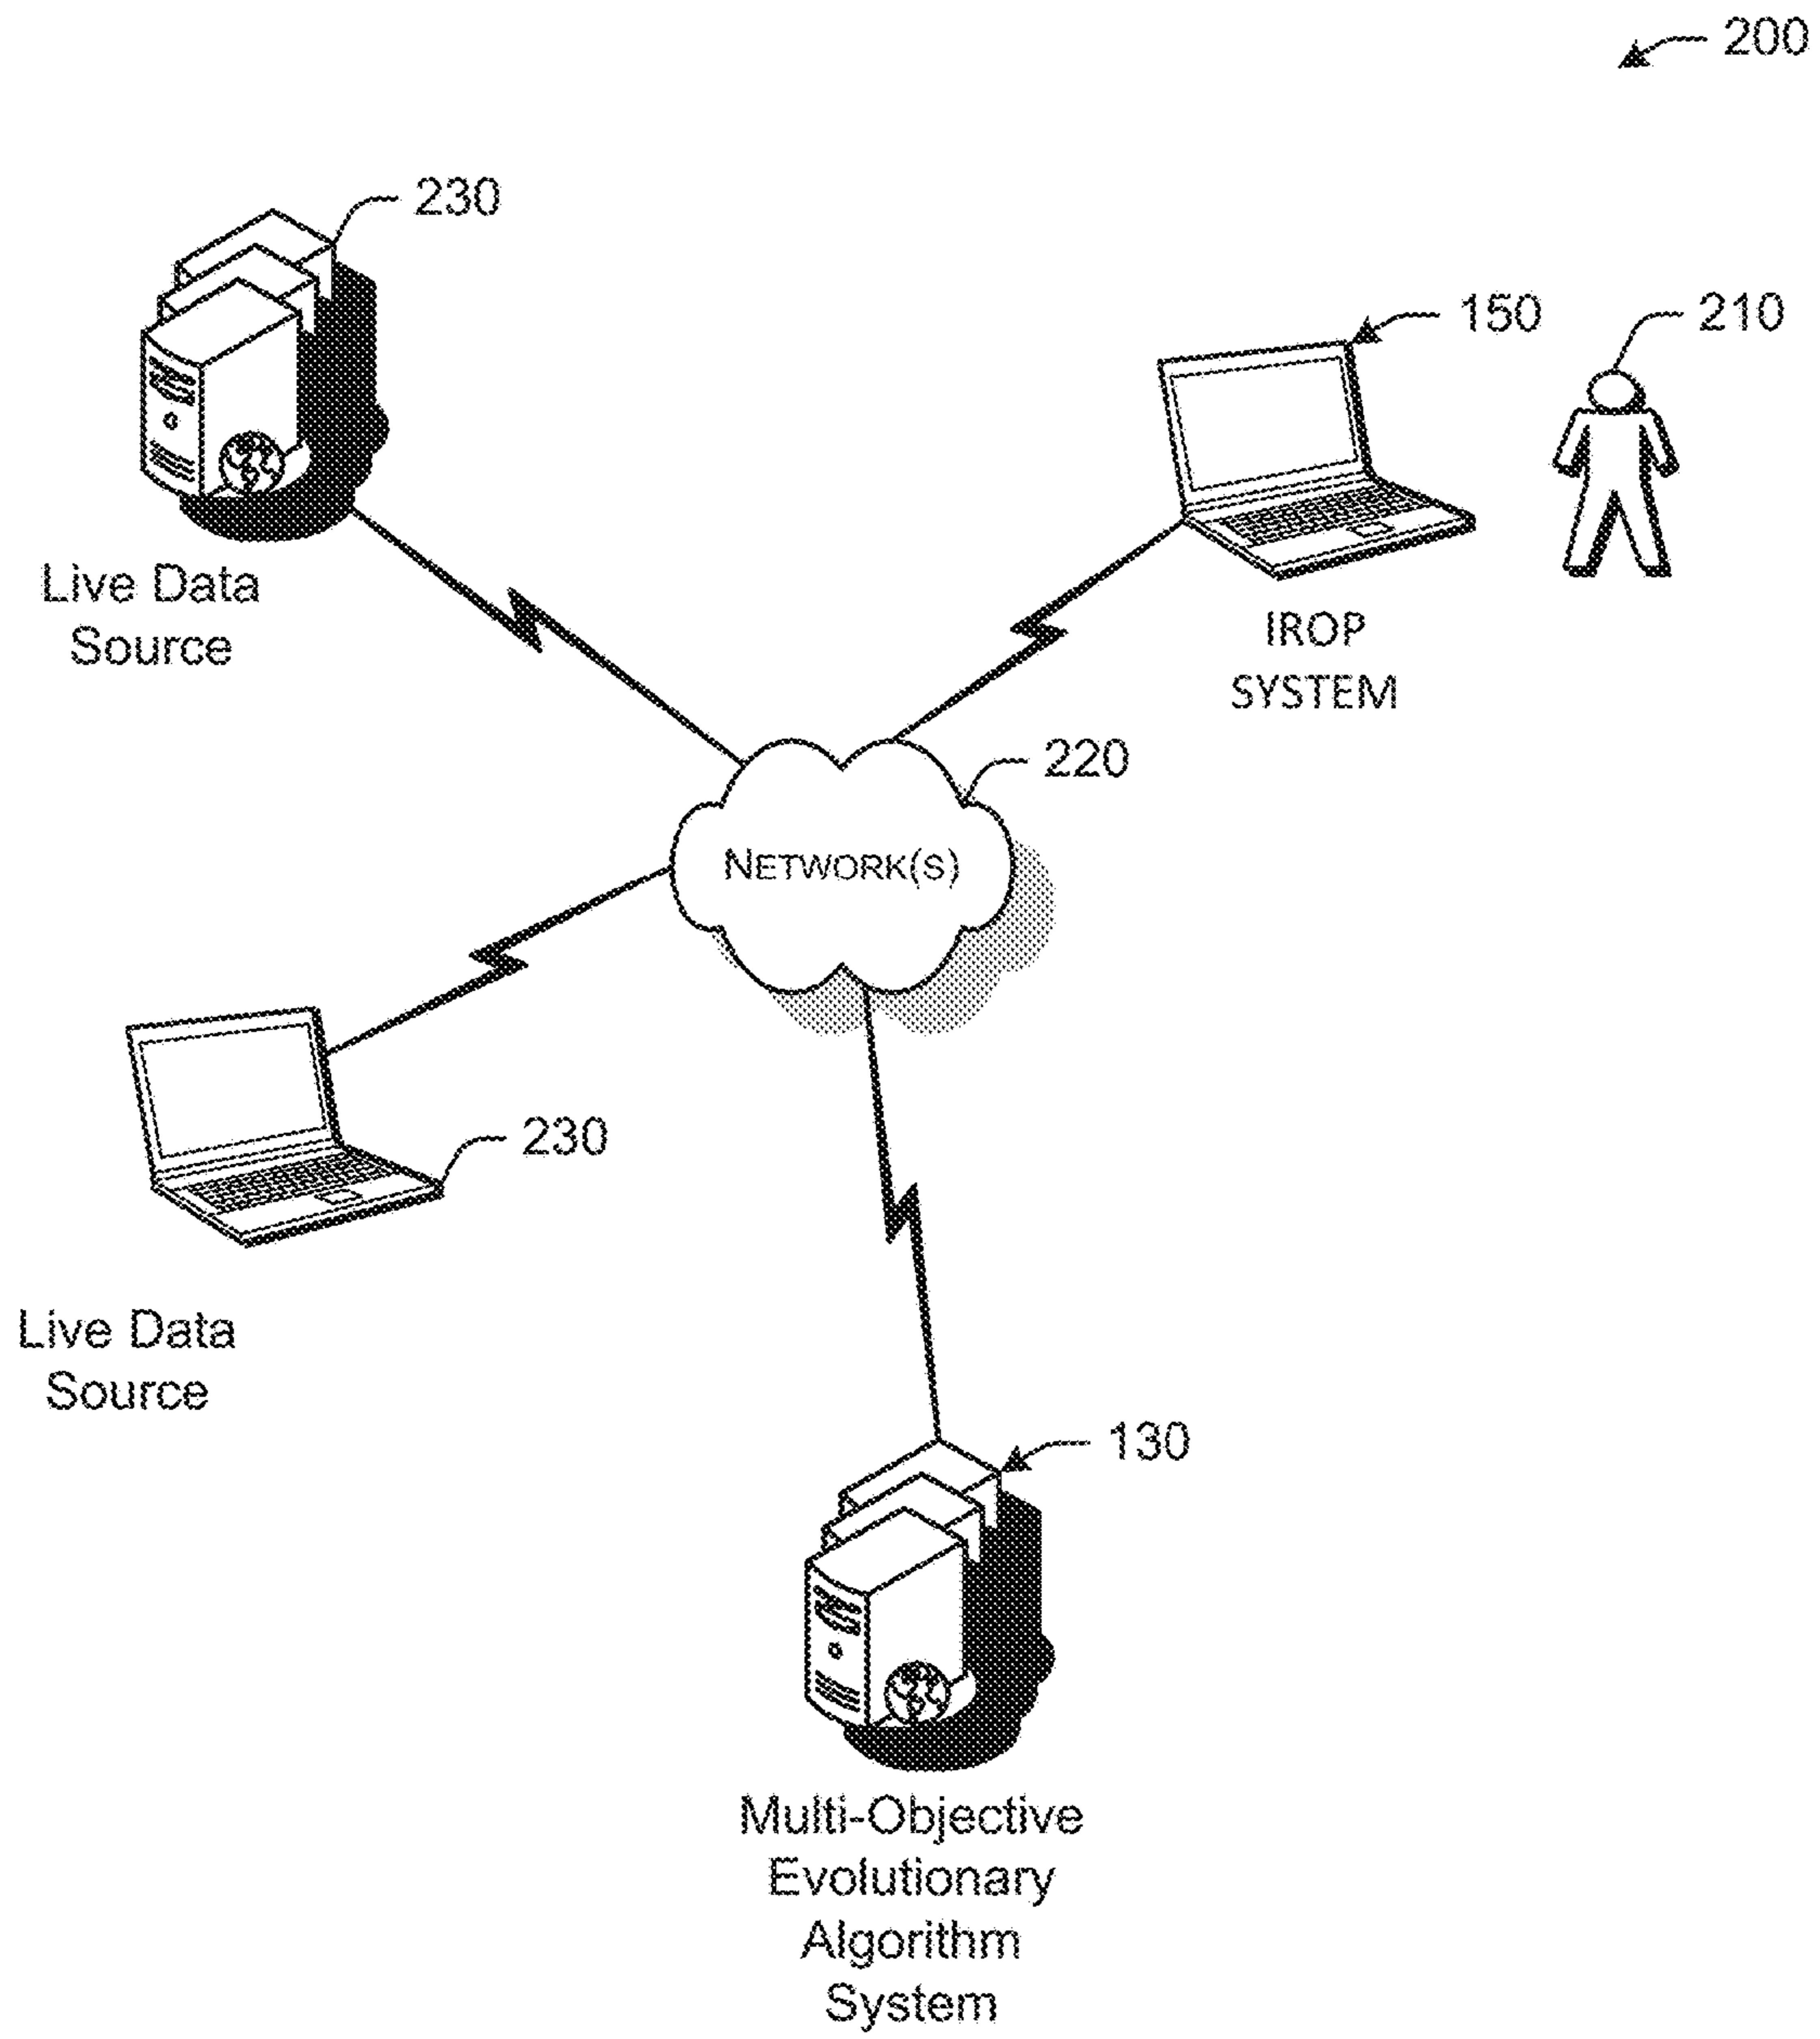 200
230
Live Data
Source
150
210
IROP
SYSTEM
220
NETWORK(S)
230
Live Data
Source
130
Multi-Objective
Evolutionary
Algorithm
System